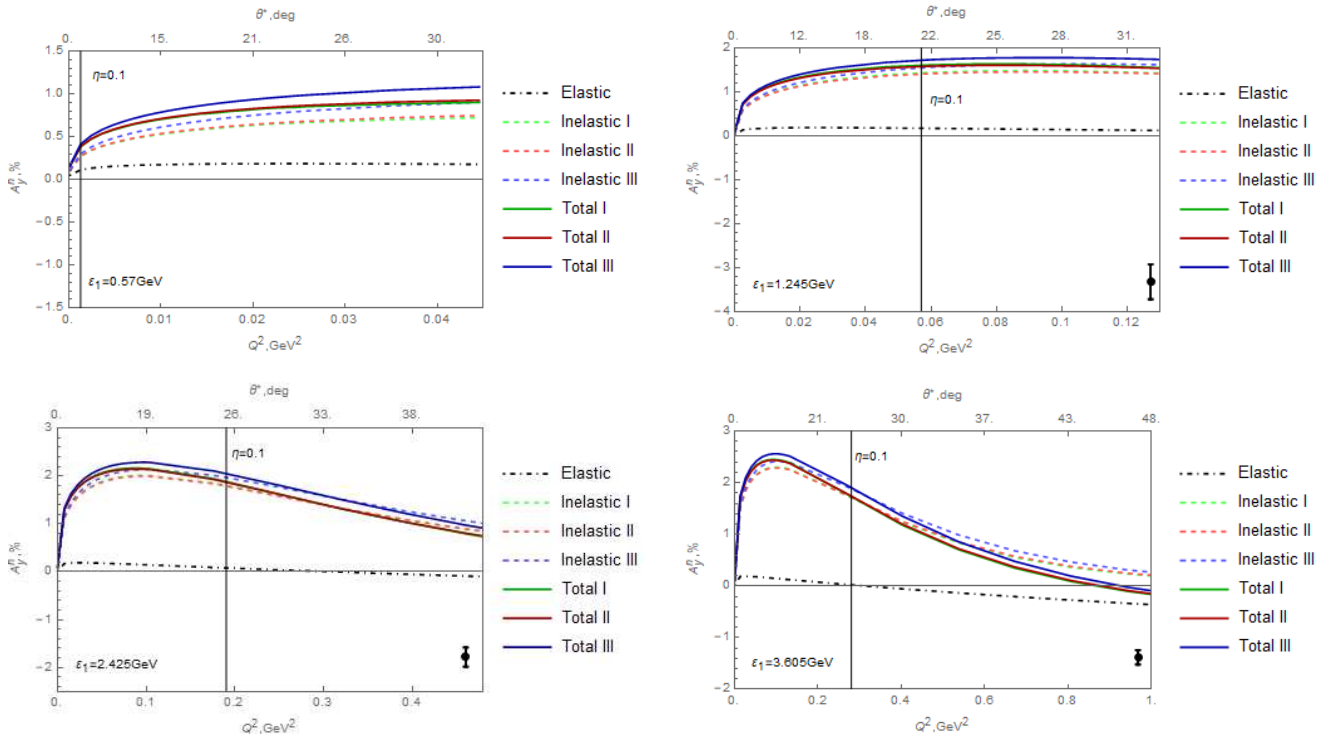 θ*,deg
0. 15. 21. 26. 30.
1.5
1.0
0.5
0.0
-0.5
-1.0
-1.5
A_y^n,%
η=0.1
ε₁=0.57GeV
0. 0.01 0.02 0.03 0.04
Q²,GeV²
Elastic
Inelastic I
Inelastic II
Inelastic III
Total I
Total II
Total III
θ*,deg
0. 12. 18. 22. 25. 28. 31.
2
1
0
-1
-2
-3
-4
A_y^n,%
η=0.1
ε₁=1.245GeV
0. 0.02 0.04 0.06 0.08 0.1 0.12
Q²,GeV²
Elastic
Inelastic I
Inelastic II
Inelastic III
Total I
Total II
Total III
θ*,deg
0. 19. 26. 33. 38.
3
2
1
0
-1
-2
A_y^n,%
η=0.1
ε₁=2.425GeV
0. 0.1 0.2 0.3 0.4
Q²,GeV²
Elastic
Inelastic I
Inelastic II
Inelastic III
Total I
Total II
Total III
θ*,deg
0. 21. 30. 37. 43. 48.
3
2
1
0
-1
-2
A_y^n,%
η=0.1
ε₁=3.605GeV
0. 0.2 0.4 0.6 0.8 1.
Q²,GeV²
Elastic
Inelastic I
Inelastic II
Inelastic III
Total I
Total II
Total III